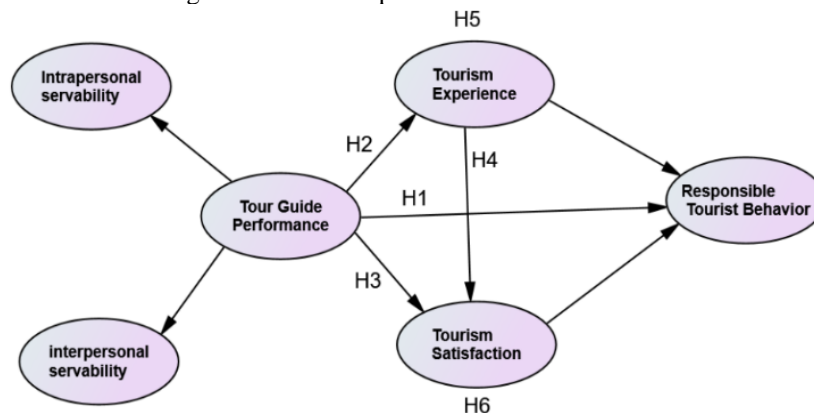 H5
Intrapersonal
servability
Tourism
Experience
H2
H4
Tour Guide
Performance
H1
Responsible
Tourist Behavior
H3
interpersonal
servability
Tourism
Satisfaction
H6